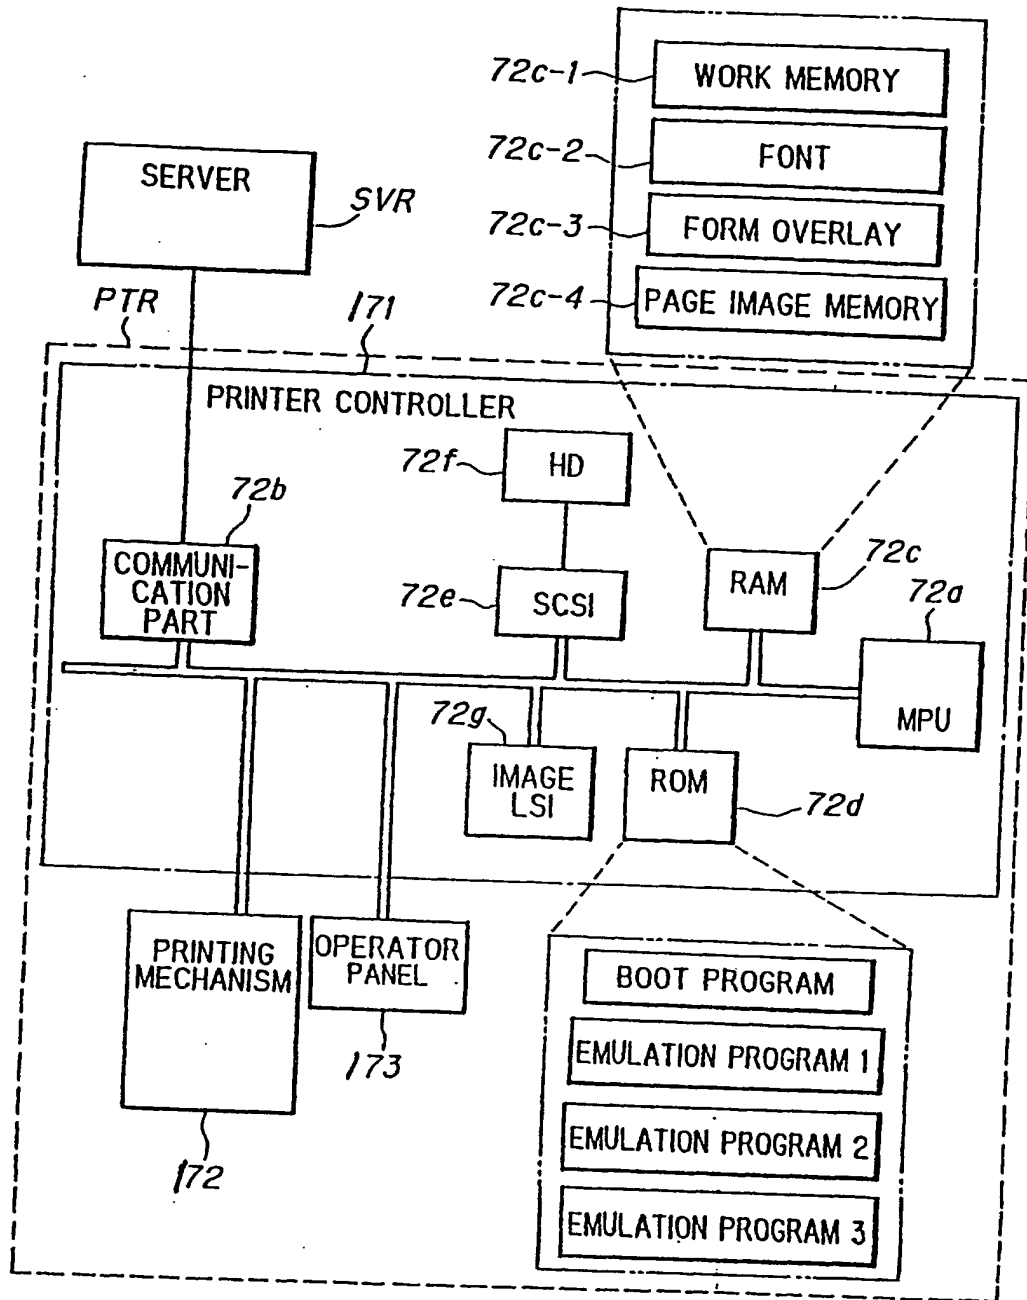 72c-1
WORK MEMORY
72c-2
FONT
72c-3
FORM OVERLAY
72c-4
PAGE IMAGE MEMORY
SERVER
SVR
PTR
171
PRINTER CONTROLLER
72f
HD
72b
COMMUNI-
CATION
PART
72e
SCSI
RAM
72c
72a
MPU
72g
IMAGE
LSI
ROM
72d
PRINTING
MECHANISM
172
OPERATOR
PANEL
173
BOOT PROGRAM
EMULATION PROGRAM 1
EMULATION PROGRAM 2
EMULATION PROGRAM 3